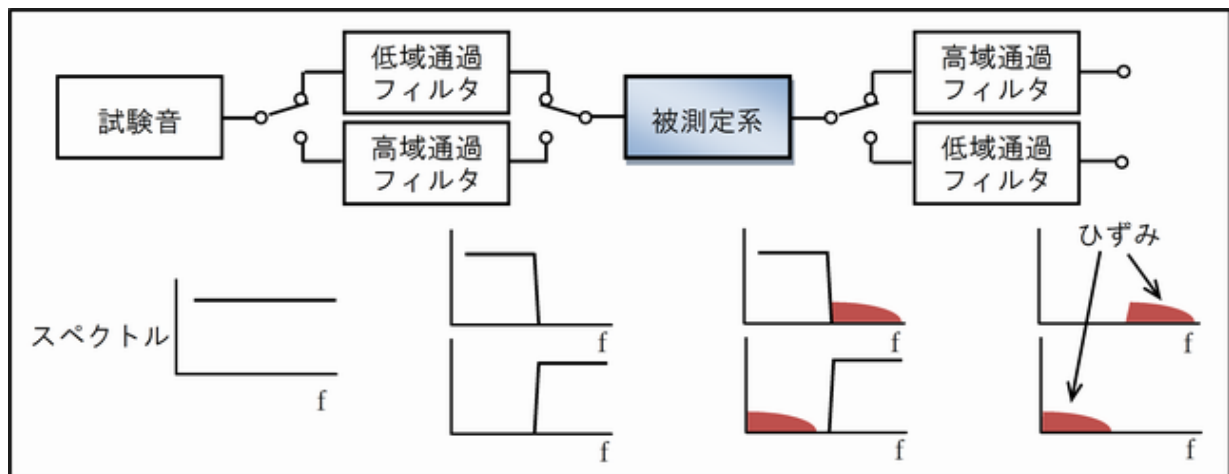 試験音
低域通過
フィルタ
高域通過
フィルタ
被測定系
高域通過
フィルタ
低域通過
フィルタ
スペクトル
f
f
f
f
f
ひずみ
f
f